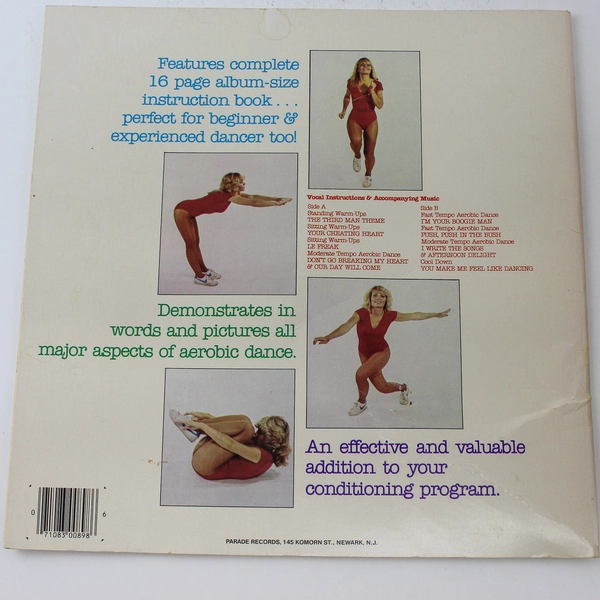 Features complete
16 page album-size
instruction book . . .
perfect for beginner &
experienced dancer too!
Vocal Instructions & Accompanying Music
Side A
Standing Warm-Ups
THE THIRD MAN THEME
Sitting Warm-Ups
YOUR CHEATING HEART
Sitting Warm-Ups
LE FREAK
Moderate Tempo Aerobic Dance
DON'T GO BREAKING MY HEART
& OUR DAY WILL COME
Side B
Fast Tempo Aerobic Dance
I'M YOUR BOOGIE MAN
Fast Tempo Aerobic Dance
PUSH, PUSH IN THE BUSH
Moderate Tempo Aerobic Dance
I WRITE THE SONGS
& AFTERNOON DELIGHT
Cool Down
YOU MAKE ME FEEL LIKE DANCING
Demonstrates in
words and pictures all
major aspects of aerobic dance.
An effective and valuable
addition to your
conditioning program.
0 71083 00898 6
PARADE RECORDS, 145 KOMORN ST., NEWARK, N.J.